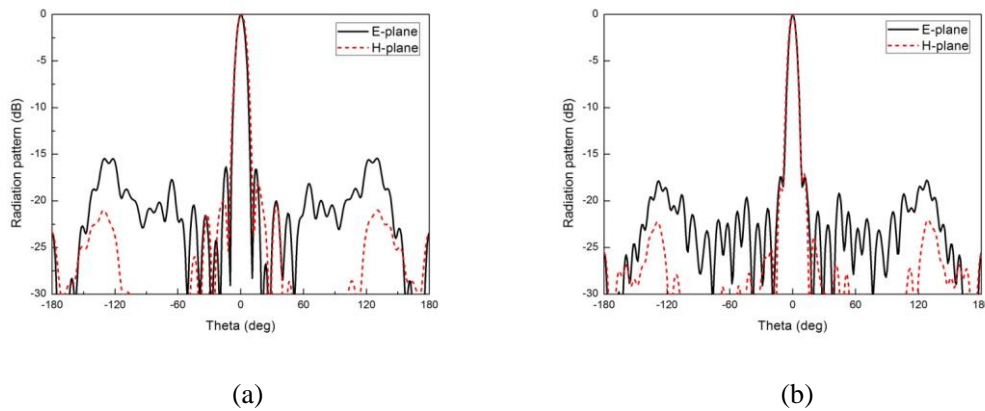 E-plane
H-plane
Radiation pattern (dB)
0
-5
-10
-15
-20
-25
-30
-180 -120 -60 0 60 120 180
Theta (deg)
(a)
E-plane
H-plane
Radiation pattern (dB)
0
-5
-10
-15
-20
-25
-30
-180 -120 -60 0 60 120 18
Theta (deg)
(b)